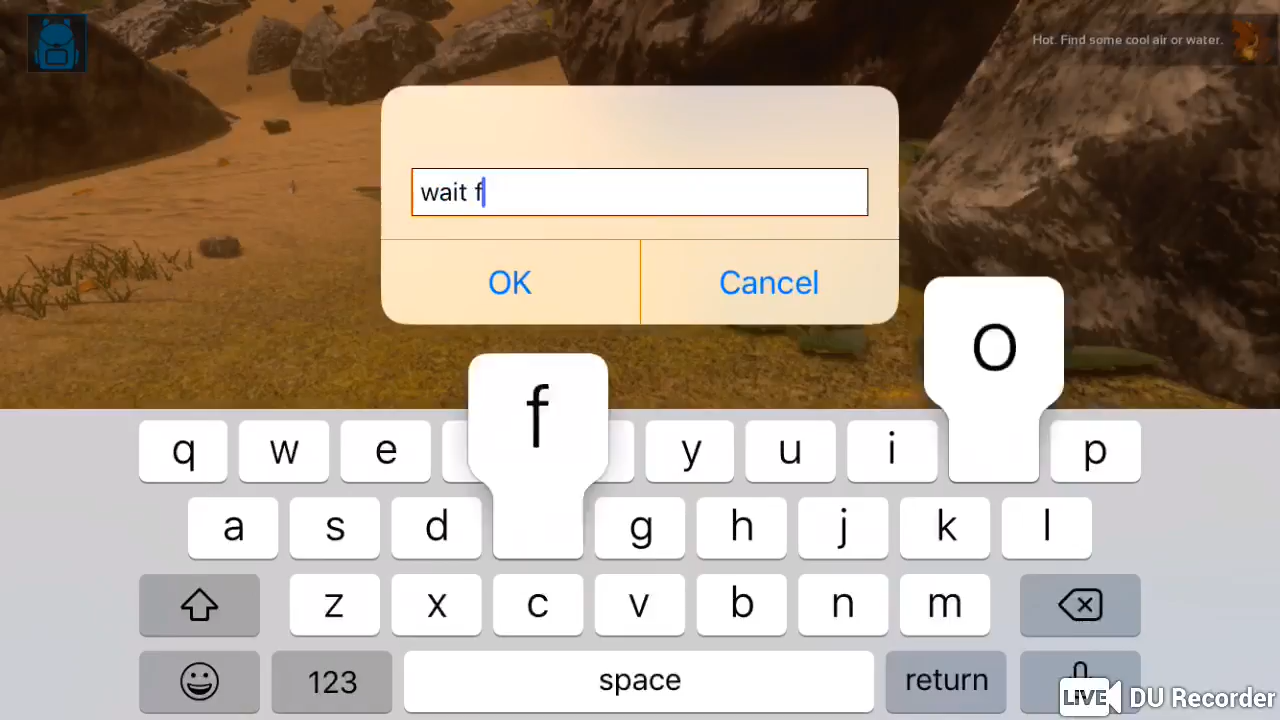 Hot. Find some cool air or water.
wait f
OK Cancel
f
O
q w e y u i p
a s d g h j k l
z x c v b n m
123 space return
LIVE DU Recorder